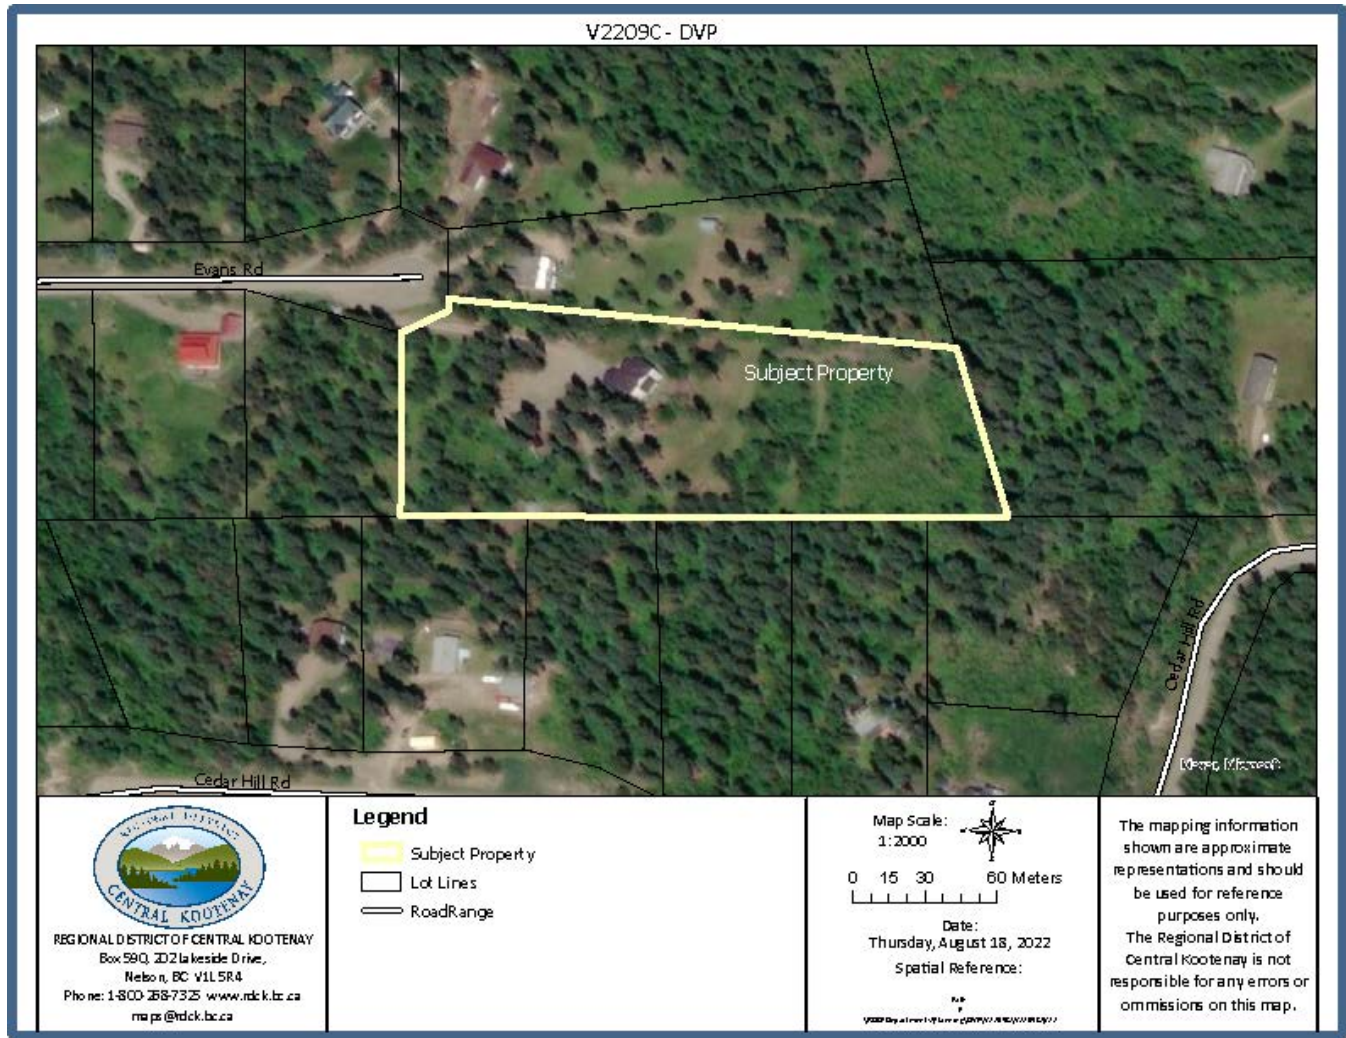 V2209C - DVP
Evans Rd
Subject Property
Cedar Hill Rd
Cedar Hill Rd
Maxar, Microsoft
REGIONAL DISTRICT OF
CENTRAL KOOTENAY
REGIONAL DISTRICT OF CENTRAL KOOTENAY
Box 590, 202 Lakeside Drive,
Nelson, BC V1L 5R4
Phone: 1-800-268-7325 www.rdck.bc.ca
maps@rdck.bc.ca
Legend
Subject Property
Lot Lines
RoadRange
Map Scale:
1:2000
0 15 30 60 Meters
Date:
Thursday, August 18, 2022
Spatial Reference:
The mapping information
shown are approximate
representations and should
be used for reference
purposes only.
The Regional District of
Central Kootenay is not
responsible for any errors or
ommissions on this map.